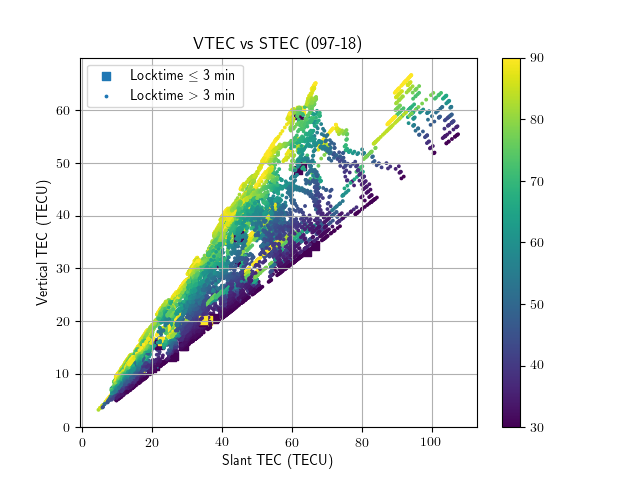 VTEC vs STEC (097-18)
Locktime ≤ 3 min
Locktime > 3 min
Vertical TEC (TECU)
60
50
40
30
20
10
0
0 20 40 60 80 100
Slant TEC (TECU)
90
80
70
60
50
40
30